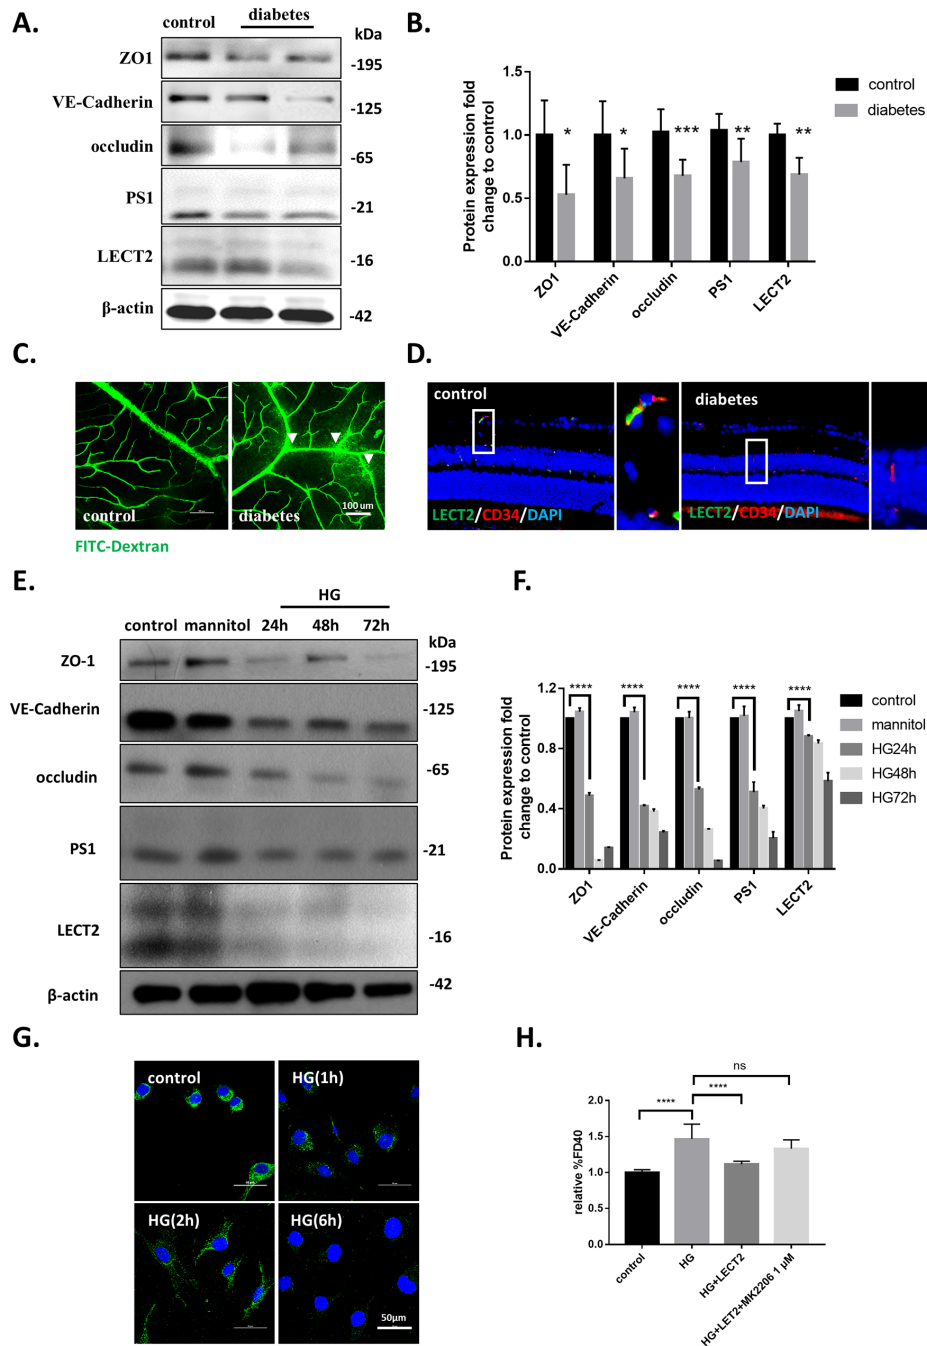 A.
control
diabetes
kDa
ZO1
-195
VE-Cadherin
-125
occludin
-65
PS1
-21
LECT2
-16
β-actin
-42
B.
Protein expression fold
change to control
1.5
1.0
0.5
0.0
* * *** ** **
control
diabetes
ZO1
VE-Cadherin
occludin
PS1
LECT2
C.
control
diabetes
100 um
FITC-Dextran
D.
control
LECT2/CD34/DAPI
diabetes
LECT2/CD34/DAPI
E.
HG
control mannitol 24h 48h 72h
kDa
ZO-1
-195
VE-Cadherin
-125
occludin
-65
PS1
-21
LECT2
-16
β-actin
-42
F.
Protein expression fold
change to control
1.2
0.8
0.4
0.0
**** **** **** **** ****
control
mannitol
HG24h
HG48h
HG72h
ZO1
VE-Cadherin
occludin
PS1
LECT2
G.
control
HG(1h)
HG(2h)
HG(6h)
50μm
H.
relative %FD40
2.0
1.5
1.0
0.5
0.0
ns
****
****
control
HG
HG+LECT2
HG+LET2+MK2206 1 μM